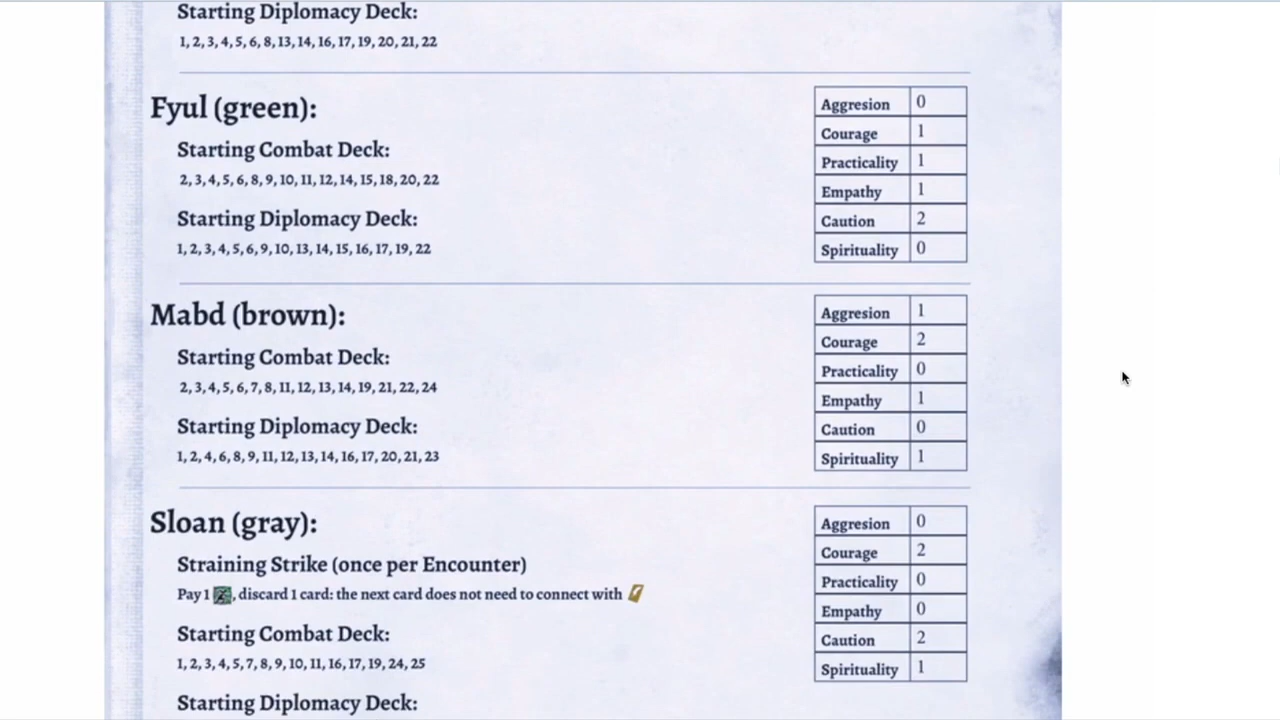 Starting Diplomacy Deck:
1, 2, 3, 4, 5, 6, 8, 13, 14, 16, 17, 19, 20, 21, 22
Fyul (green):
Starting Combat Deck:
2, 3, 4, 5, 6, 8, 9, 10, 11, 12, 14, 15, 18, 20, 22
Starting Diplomacy Deck:
1, 2, 3, 4, 5, 6, 9, 10, 13, 14, 15, 16, 17, 19, 22
Aggresion 0
Courage 1
Practicality 1
Empathy 1
Caution 2
Spirituality 0
Mabd (brown):
Starting Combat Deck:
2, 3, 4, 5, 6, 7, 8, 11, 12, 13, 14, 19, 21, 22, 24
Starting Diplomacy Deck:
1, 2, 4, 6, 8, 9, 11, 12, 13, 14, 16, 17, 20, 21, 23
Aggresion 1
Courage 2
Practicality 0
Empathy 1
Caution 0
Spirituality 1
Sloan (gray):
Straining Strike (once per Encounter)
Pay 1 , discard 1 card: the next card does not need to connect with
Starting Combat Deck:
1, 2, 3, 4, 5, 7, 8, 9, 10, 11, 16, 17, 19, 24, 25
Starting Diplomacy Deck:
Aggresion 0
Courage 2
Practicality 0
Empathy 0
Caution 2
Spirituality 1